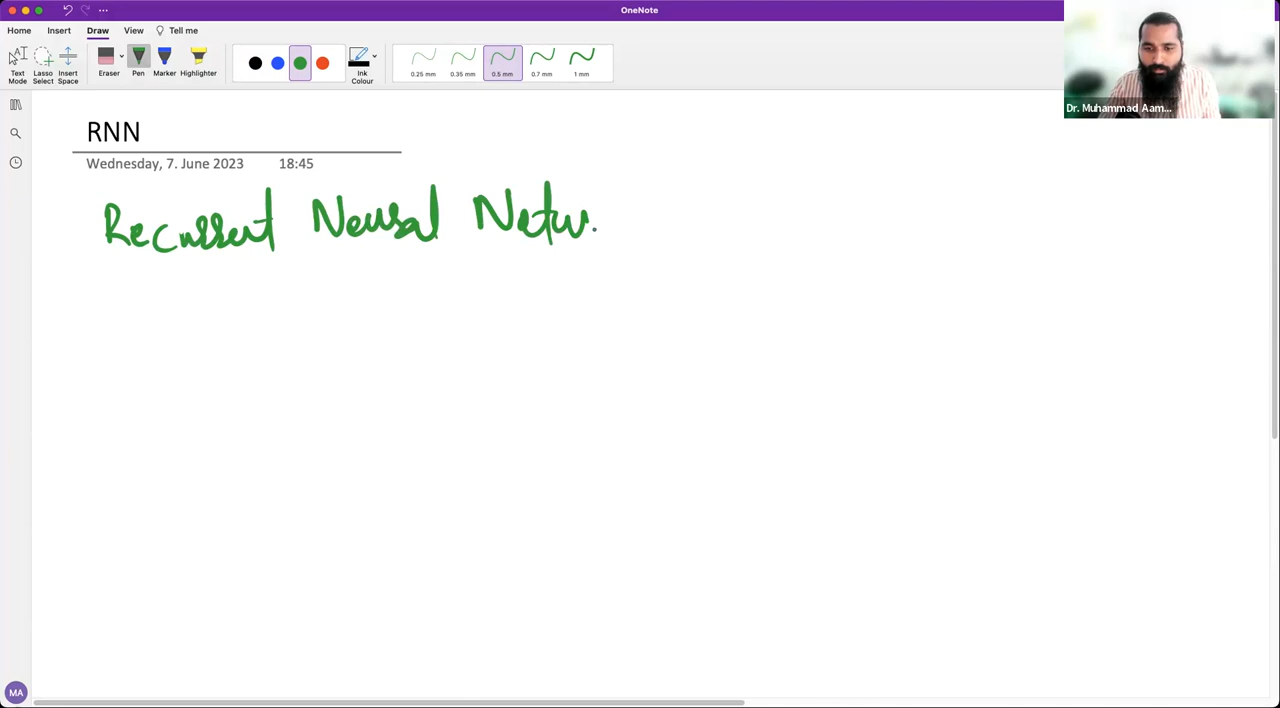 OneNote
Home Insert Draw View Tell me
Text Mode
Lasso Select
Insert Space
Eraser
Pen
Marker
Highlighter
Ink Colour
0.25 mm
0.35 mm
0.5 mm
0.7 mm
1 mm
Dr. Muhammad Aam...
RNN
Wednesday, 7. June 2023 18:45
Recurrent Neural Netw
MA